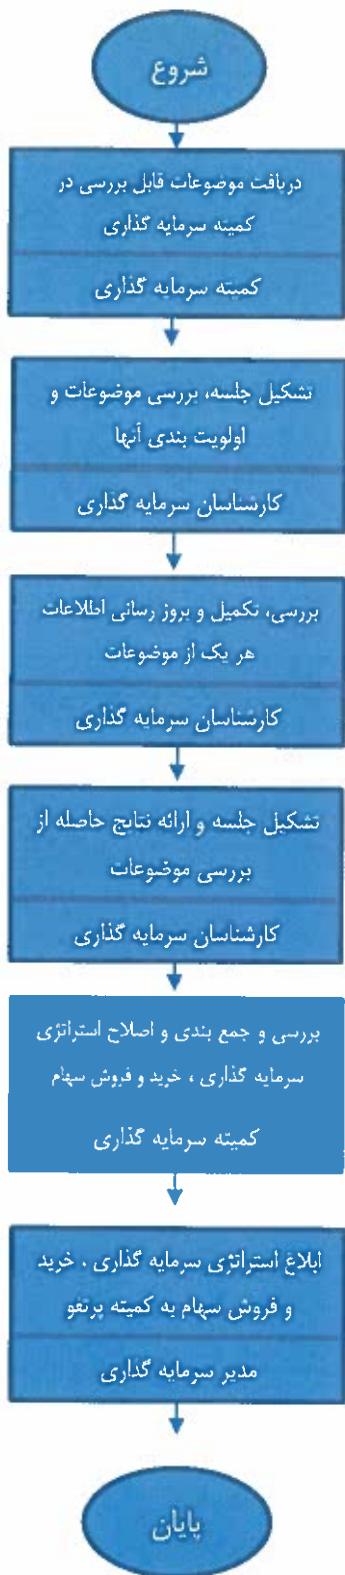 شروع
دریافت موضوعات قابل بررسی در
کمیته سرمایه گذاری
کمیته سرمایه گذاری
تشکیل جلسه، بررسی موضوعات و
اولویت بندی آنها
کارشناسان سرمایه گذاری
بررسی، تکمیل و بروز رسانی اطلاعات
هر یک از موضوعات
کارشناسان سرمایه گذاری
تشکیل جلسه و ارائه نتایج حاصله از
بررسی موضوعات
کارشناسان سرمایه گذاری
بررسی و جمع بندی و اصلاح استراتژی
سرمایه گذاری ، خرید و فروش سهام
کمیته سرمایه گذاری
ابلاغ استراتژی سرمایه گذاری ، خرید
و فروش سهام به کمیته پرتفو
مدیر سرمایه گذاری
پایان